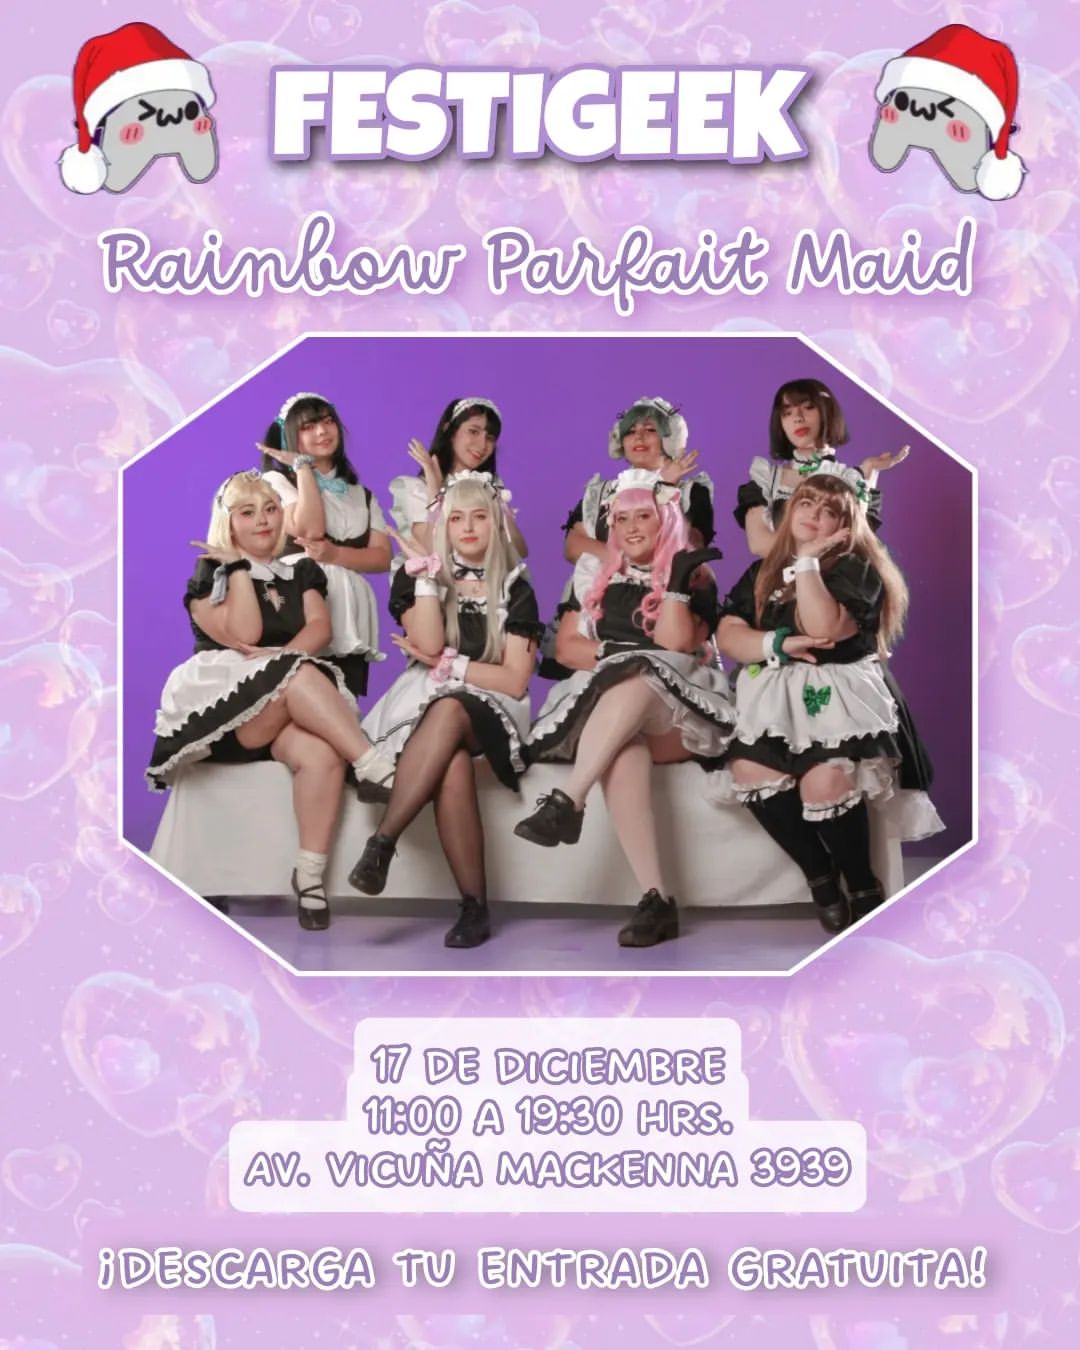 FESTIGEEK
Rainbow Parfait Maid
17 DE DICIEMBRE
11:00 A 19:30 HRS.
AV. VICUÑA MACKENNA 3939
¡DESCARGA TU ENTRADA GRATUITA!